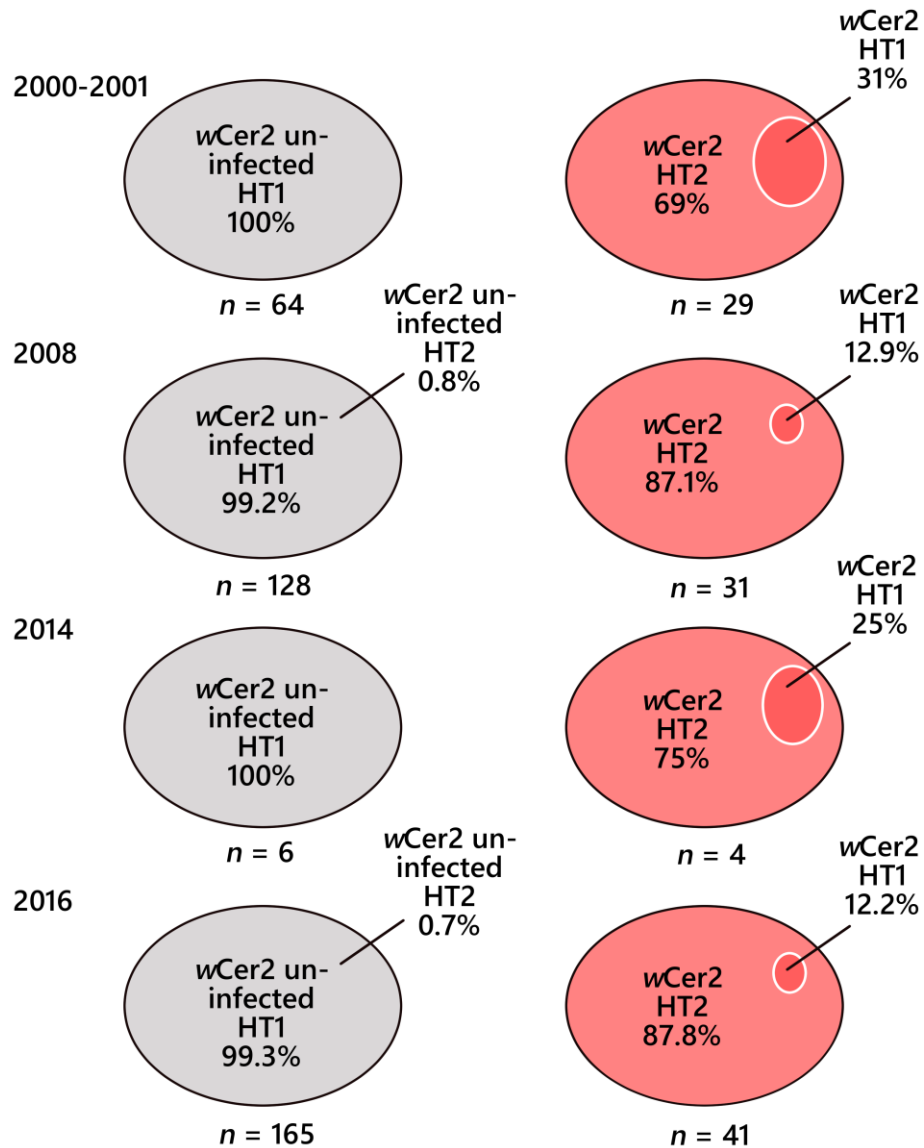 2000-2001
wCer2 un-
infected
HT1
100%
n = 64
wCer2
HT2
69%
wCer2
HT1
31%
n = 29
2008
wCer2 un-
infected
HT1
99.2%
wCer2 un-
infected
HT2
0.8%
n = 128
wCer2
HT2
87.1%
wCer2
HT1
12.9%
n = 31
2014
wCer2 un-
infected
HT1
100%
n = 6
wCer2
HT2
75%
wCer2
HT1
25%
n = 4
2016
wCer2 un-
infected
HT1
99.3%
wCer2 un-
infected
HT2
0.7%
n = 165
wCer2
HT2
87.8%
wCer2
HT1
12.2%
n = 41